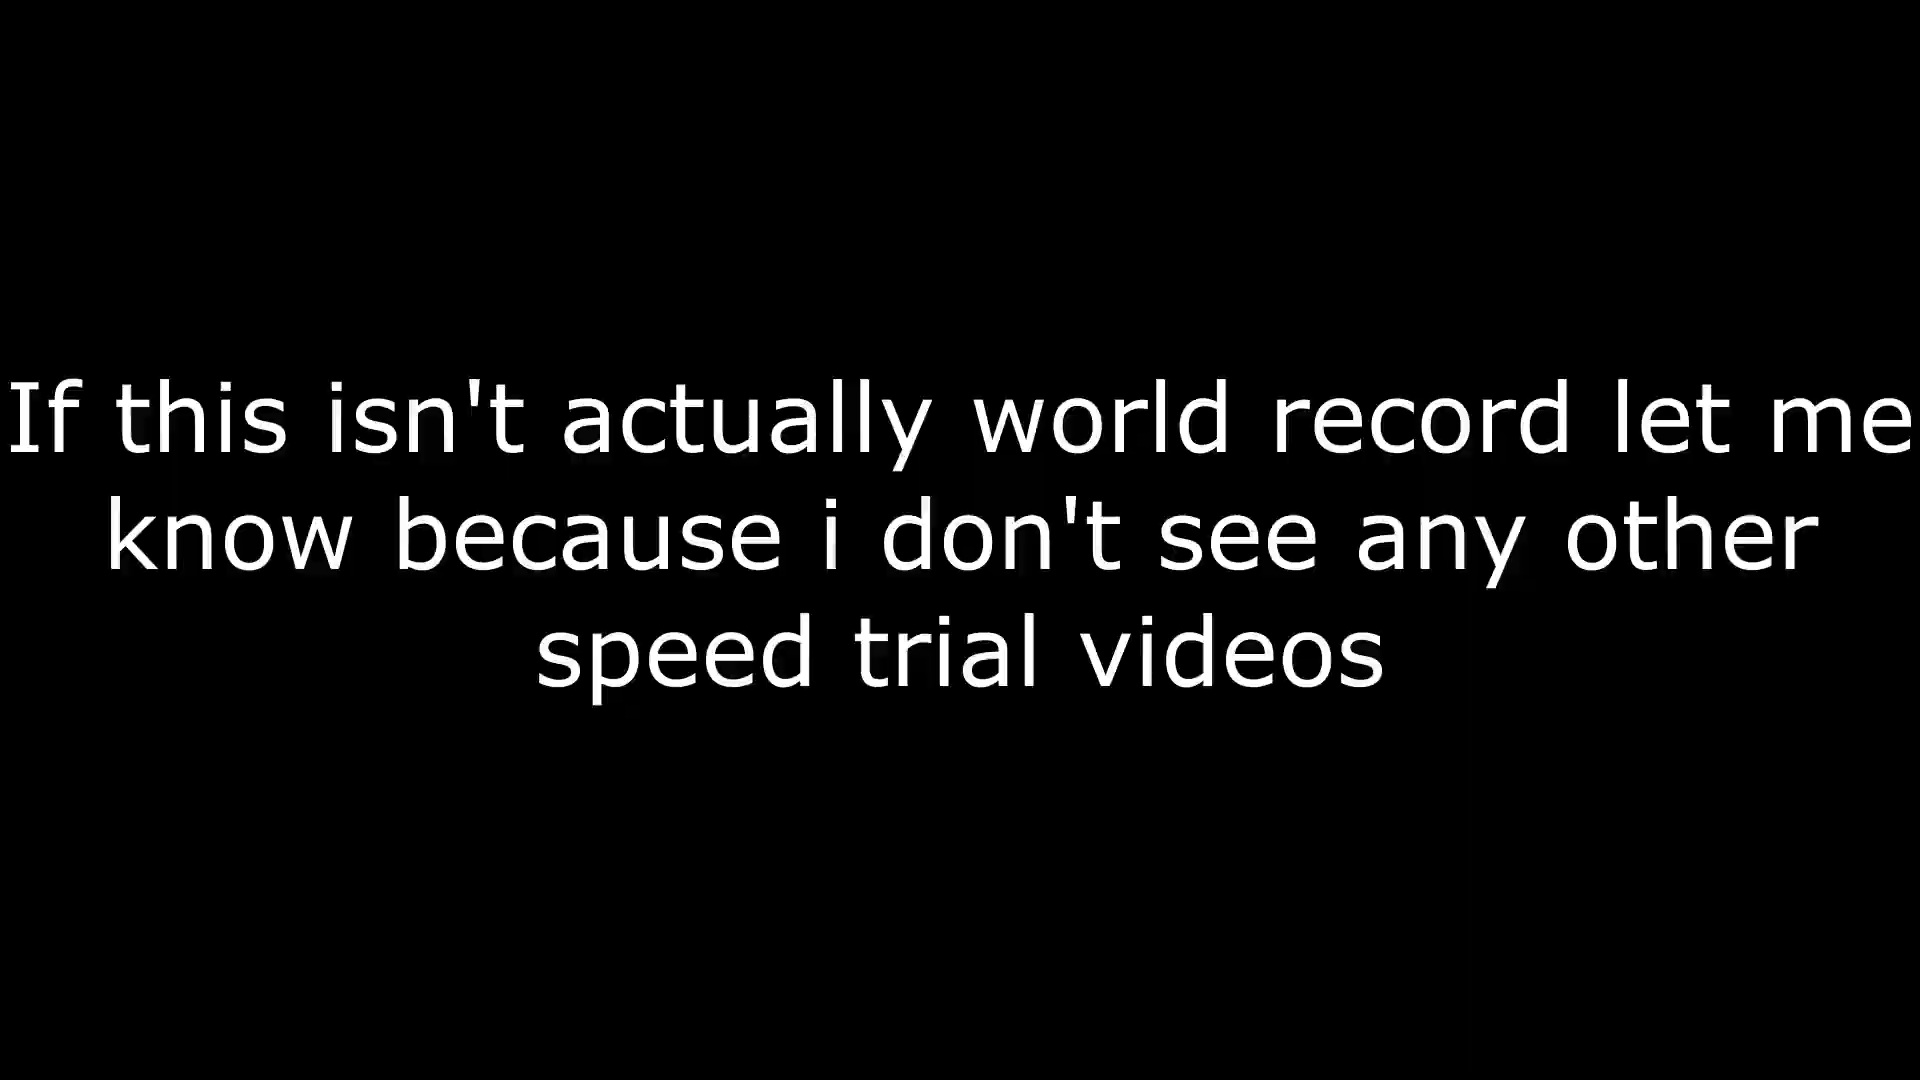 If this isn't actually world record let me
know because i don't see any other
speed trial videos